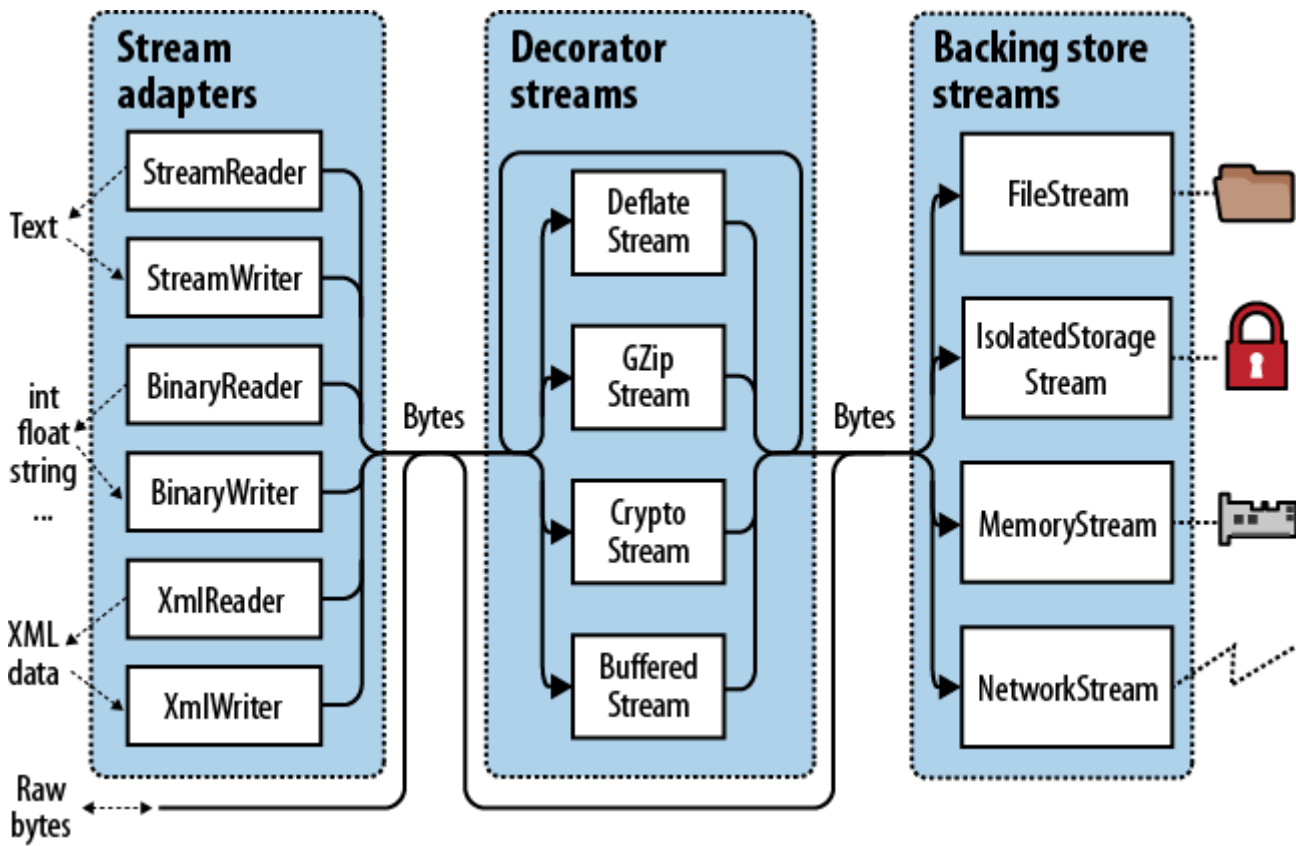 Stream
adapters
StreamReader
Text
StreamWriter
BinaryReader
int
float
string
...
BinaryWriter
XmlReader
XML
data
XmlWriter
Raw
bytes
Bytes
Decorator
streams
Deflate
Stream
GZip
Stream
Crypto
Stream
Buffered
Stream
Bytes
Backing store
streams
FileStream
IsolatedStorage
Stream
MemoryStream
NetworkStream